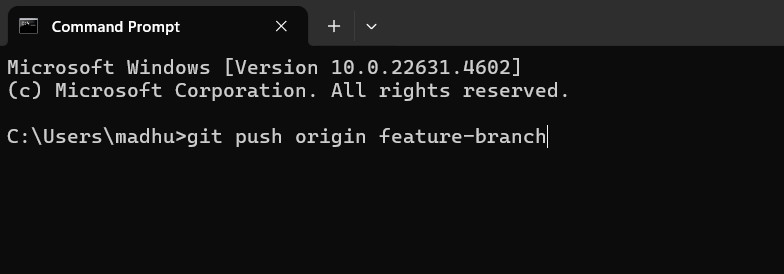 Command Prompt
Microsoft Windows [Version 10.0.22631.4602]
(c) Microsoft Corporation. All rights reserved.
C:\Users\madhu>git push origin feature-branch